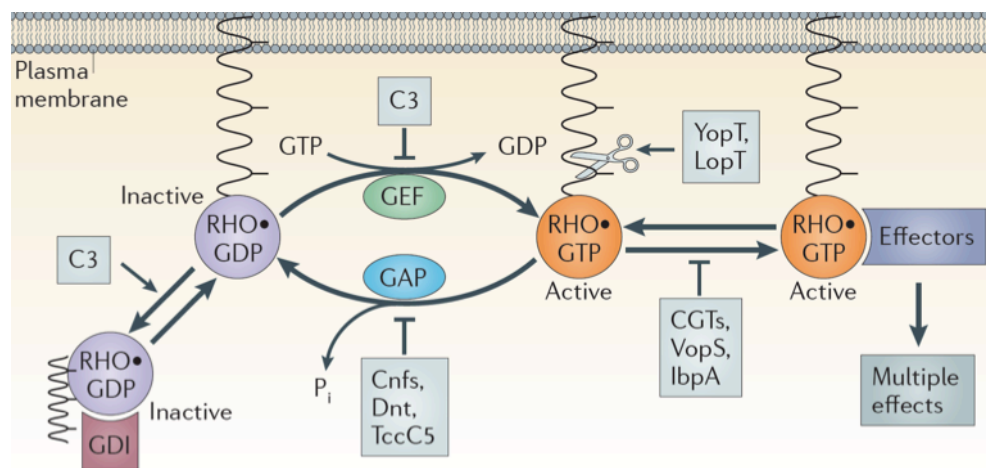 Plasma
membrane
C3
GTP
GDP
GEF
YopT,
LopT
Inactive
RHO•
GDP
RHO•
GTP
RHO•
GTP
Effectors
C3
GAP
Active
Active
RHO•
GDP
Inactive
GDI
Pi
Cnfs,
Dnt,
TccC5
CGTs,
VopS,
IbpA
Multiple
effects